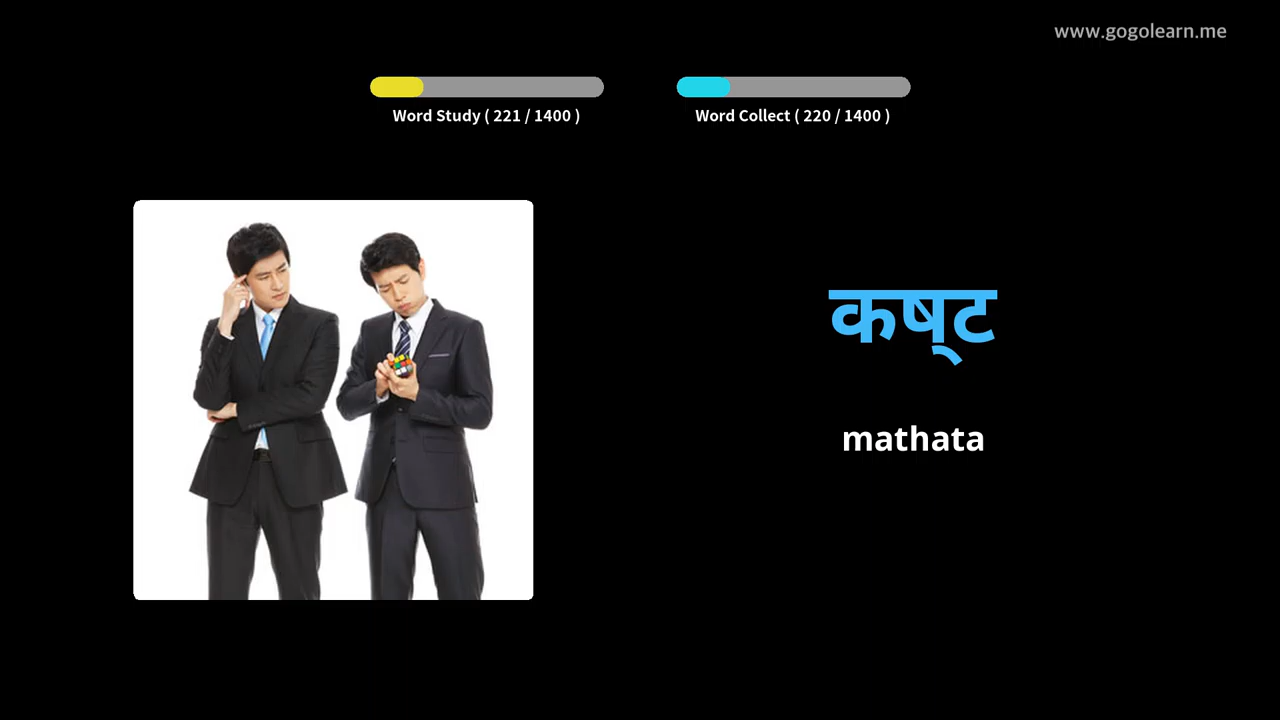 www.gogolearn.me
Word Study ( 221 / 1400 )
Word Collect ( 220 / 1400 )
कष्ट
mathata